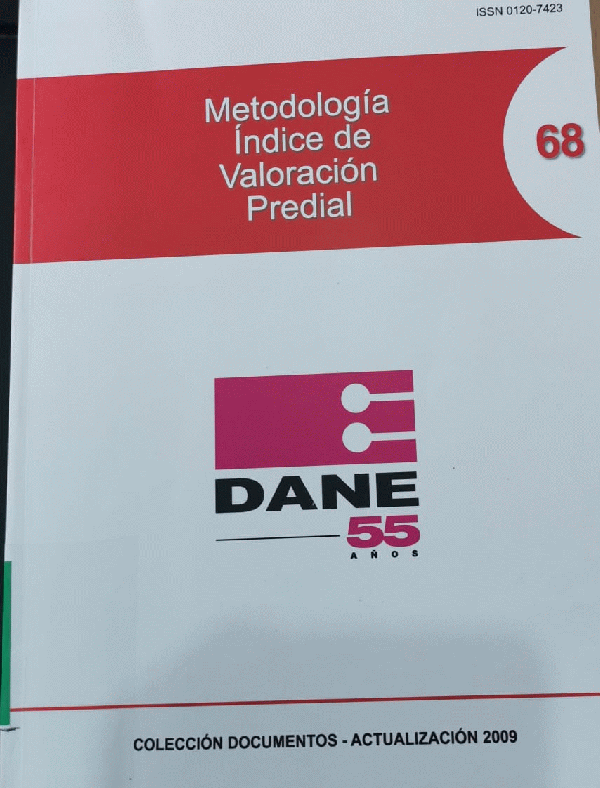 ISSN 0120-7423
Metodología
Índice de
Valoración
Predial
68
DANE
55
AÑOS
COLECCIÓN DOCUMENTOS - ACTUALIZACIÓN 2009